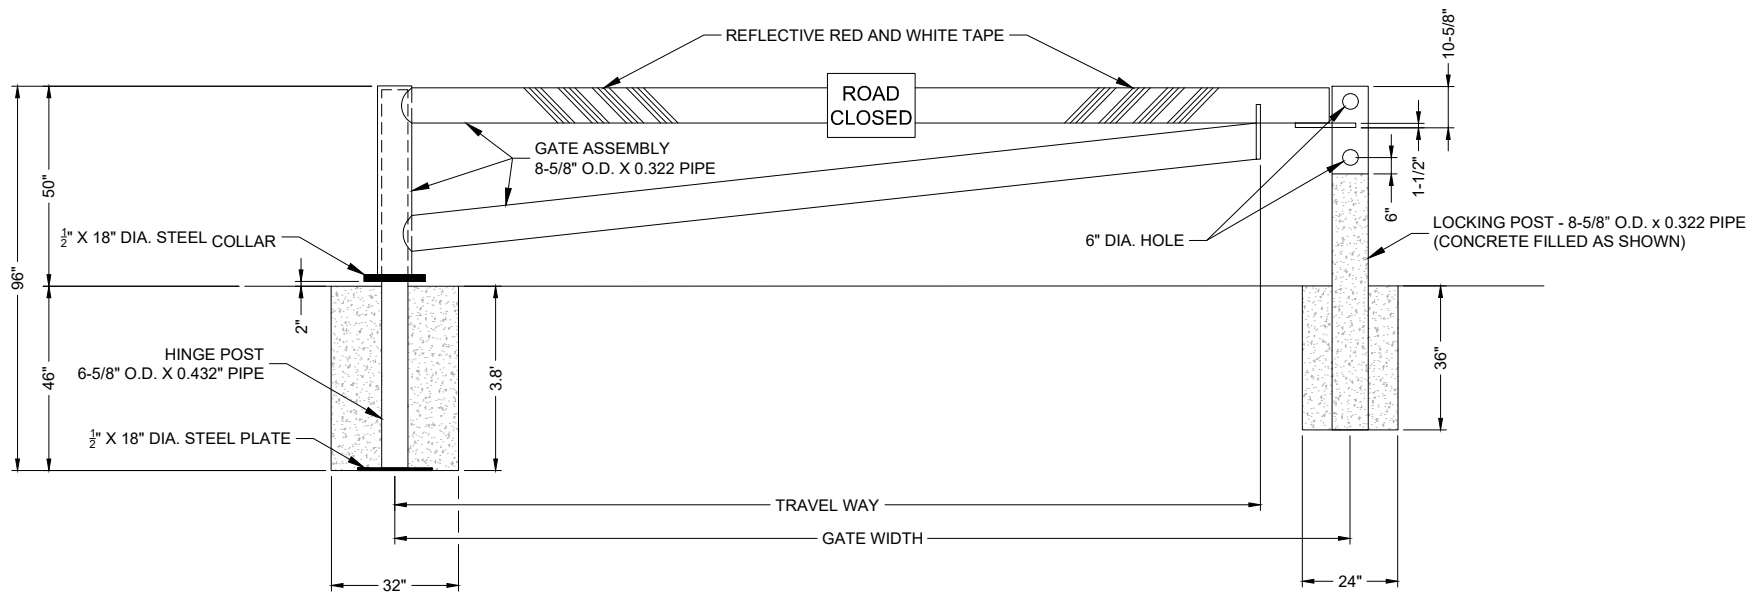 REFLECTIVE RED AND WHITE TAPE
10-5/8"
ROAD
CLOSED
GATE ASSEMBLY
8-5/8" O.D. X 0.322 PIPE
1-1/2"
50"
6"
½" X 18" DIA. STEEL COLLAR
6" DIA. HOLE
LOCKING POST - 8-5/8” O.D. x 0.322 PIPE
(CONCRETE FILLED AS SHOWN)
96"
2"
HINGE POST
6-5/8" O.D. X 0.432" PIPE
46"
3.8'
36"
½" X 18" DIA. STEEL PLATE
TRAVEL WAY
GATE WIDTH
32"
24"